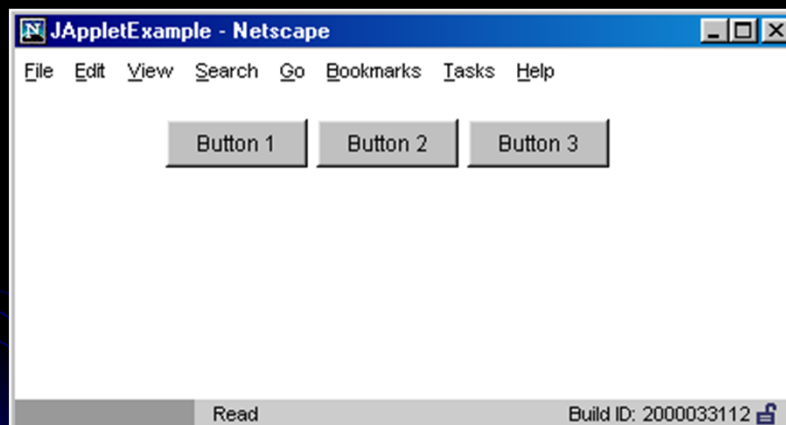 JAppletExample - Netscape
File Edit View Search Go Bookmarks Tasks Help
Button 1 Button 2 Button 3
Read Build ID: 2000033112